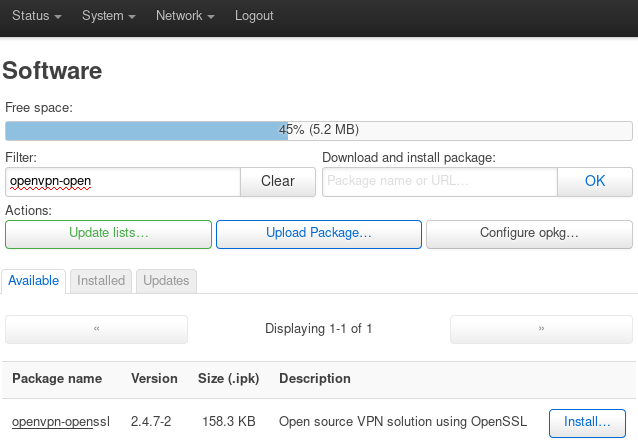 Status System Network Logout
Software
Free space:
45% (5.2 MB)
Filter: Download and install package:
openvpn-open Clear Package name or URL... OK
Actions:
Update lists... Upload Package... Configure opkg...
Available Installed Updates
« Displaying 1-1 of 1 »
Package name Version Size (.ipk) Description
openvpn-openssl 2.4.7-2 158.3 KB Open source VPN solution using OpenSSL Install...